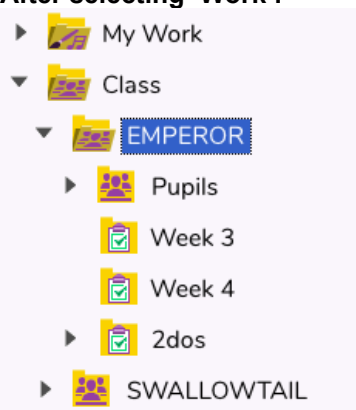 After selecting 'Work':
My Work
Class
EMPEROR
Pupils
Week 3
Week 4
2dos
SWALLOWTAIL